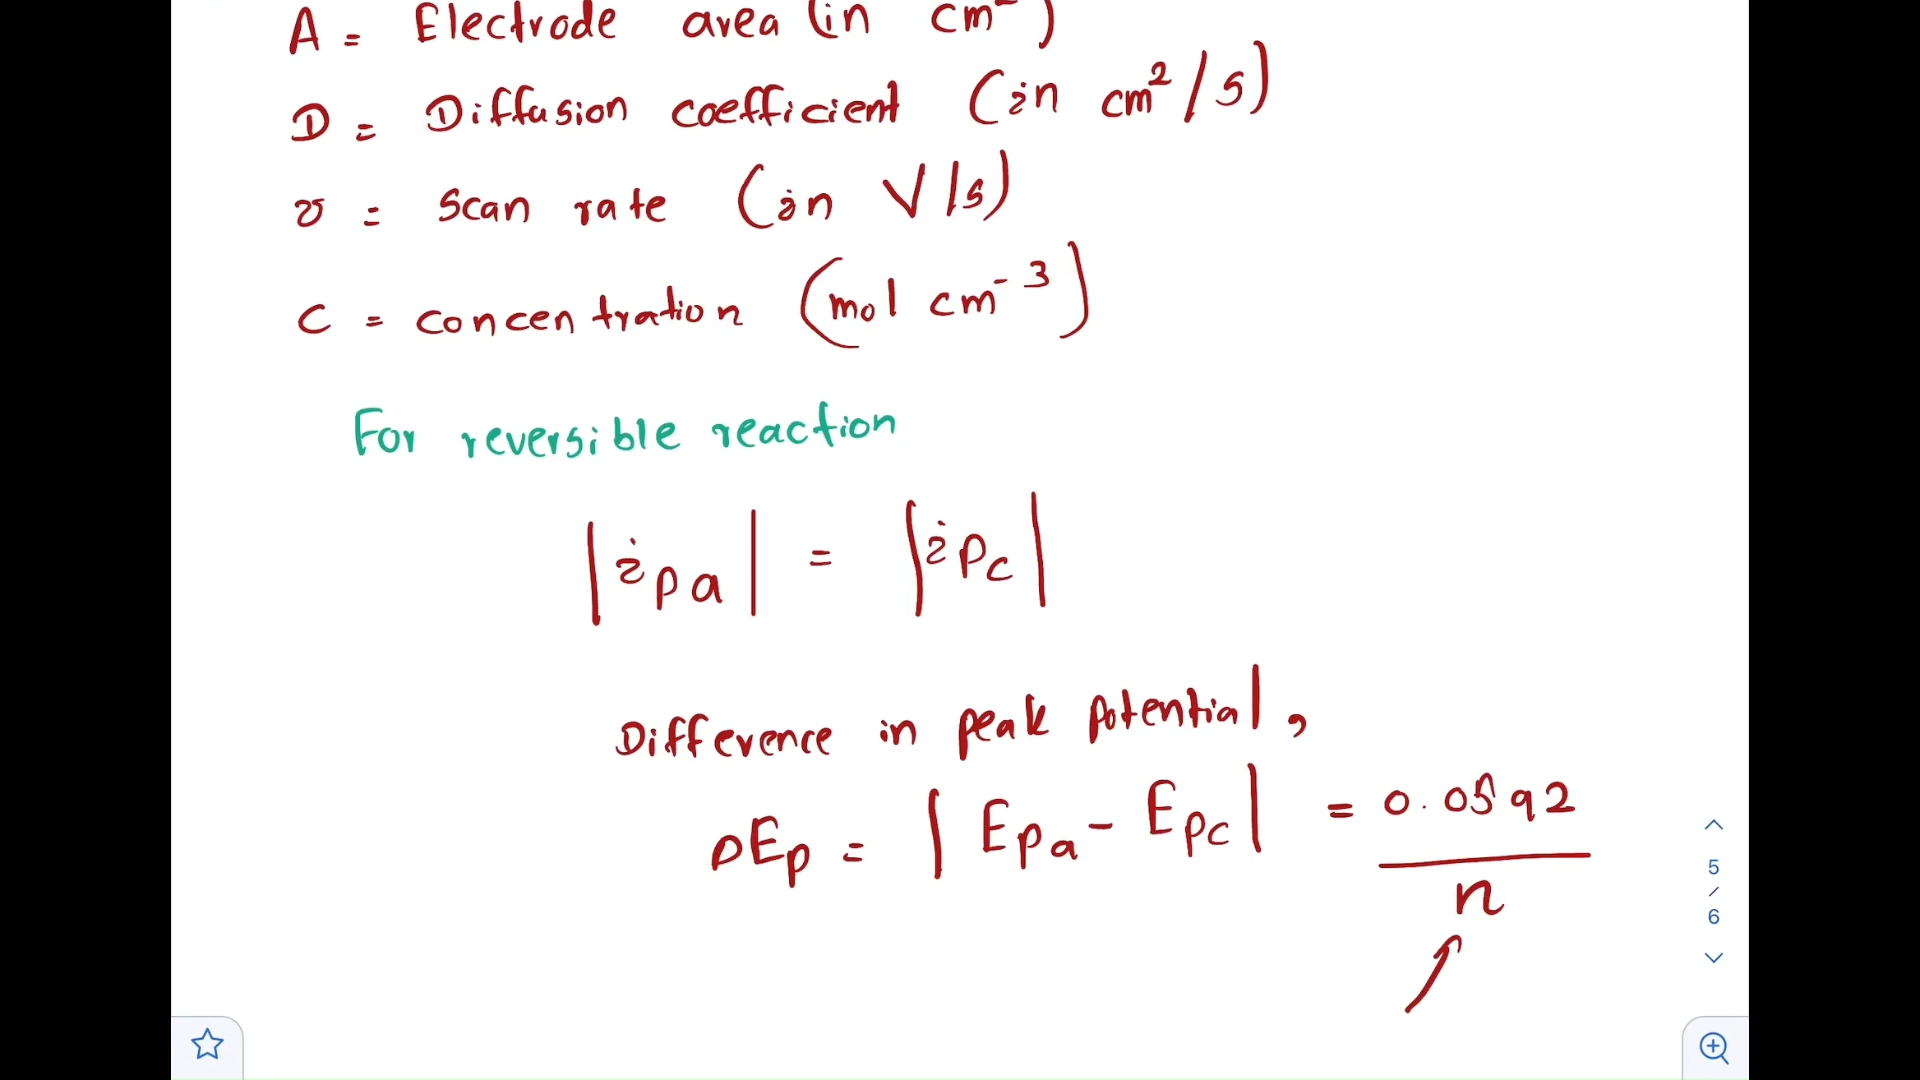 A = Electrode area (in cm²)
D = Diffusion coefficient (in cm²/s)
v = Scan rate (in V/s)
C = concentration (mol cm⁻³)
For reversible reaction
|ipa| = |ipc|
Difference in peak potential,
ΔEp = |Epa - Epc| = 0.0592
n
5
/
6